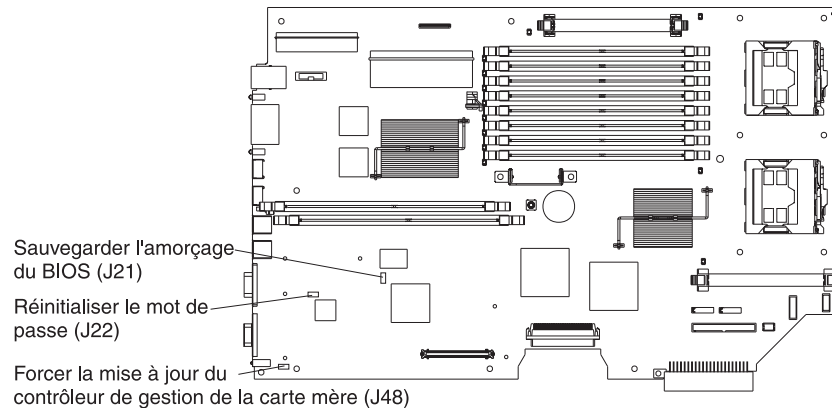 Sauvegarder l'amorçage
du BIOS (J21)
Réinitialiser le mot de
passe (J22)
Forcer la mise à jour du
contrôleur de gestion de la carte mère (J48)